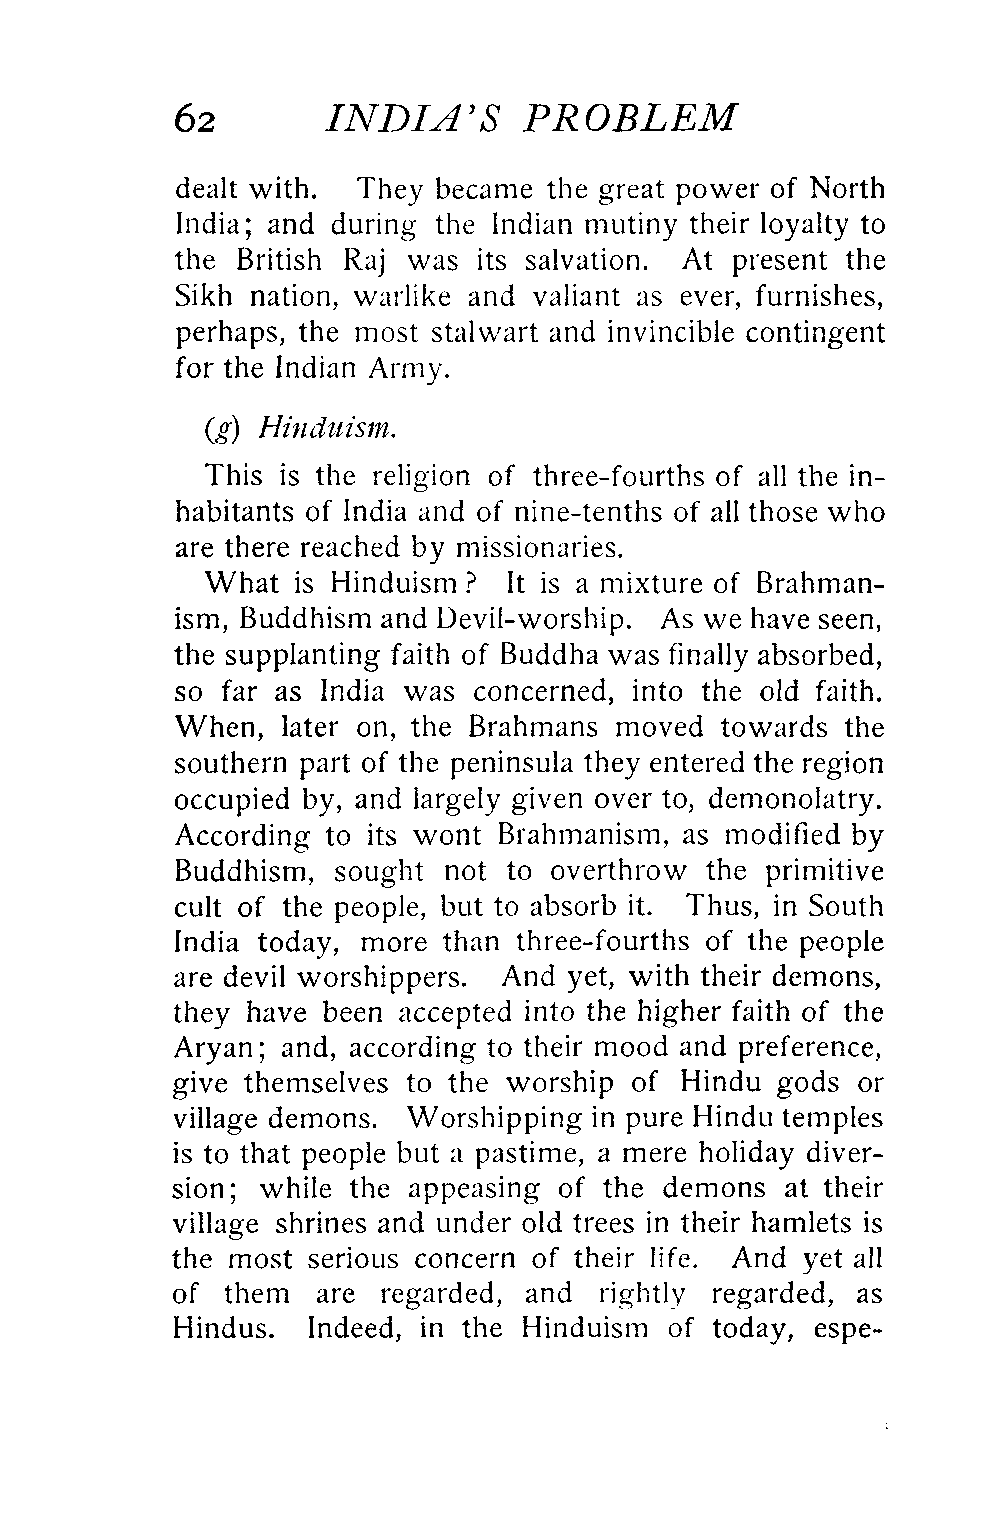 62 INDIA'S PROBLEM
dealt with. They became the great power of North
India; and during the Indian mutiny their loyalty to
the British Raj was its salvation. At present the
Sikh nation, warlike and valiant as ever, furnishes,
perhaps, the most stalwart and invincible contingent
for the Indian Army.
(g) Hinduism.
This is the religion of three-fourths of all the in-
habitants of India and of nine-tenths of all those who
are there reached by missionaries.
What is Hinduism? It is a mixture of Brahman-
ism, Buddhism and Devil-worship. As we have seen,
the supplanting faith of Buddha was finally absorbed,
so far as India was concerned, into the old faith.
When, later on, the Brahmans moved towards the
southern part of the peninsula they entered the region
occupied by, and largely given over to, demonolatry.
According to its wont Brahmanism, as modified by
Buddhism, sought not to overthrow the primitive
cult of the people, but to absorb it. Thus, in South
India today, more than three-fourths of the people
are devil worshippers. And yet, with their demons,
they have been accepted into the higher faith of the
Aryan; and, according to their mood and preference,
give themselves to the worship of Hindu gods or
village demons. Worshipping in pure Hindu temples
is to that people but a pastime, a mere holiday diver-
sion; while the appeasing of the demons at their
village shrines and under old trees in their hamlets is
the most serious concern of their life. And yet all
of them are regarded, and rightly regarded, as
Hindus. Indeed, in the Hinduism of today, espe-